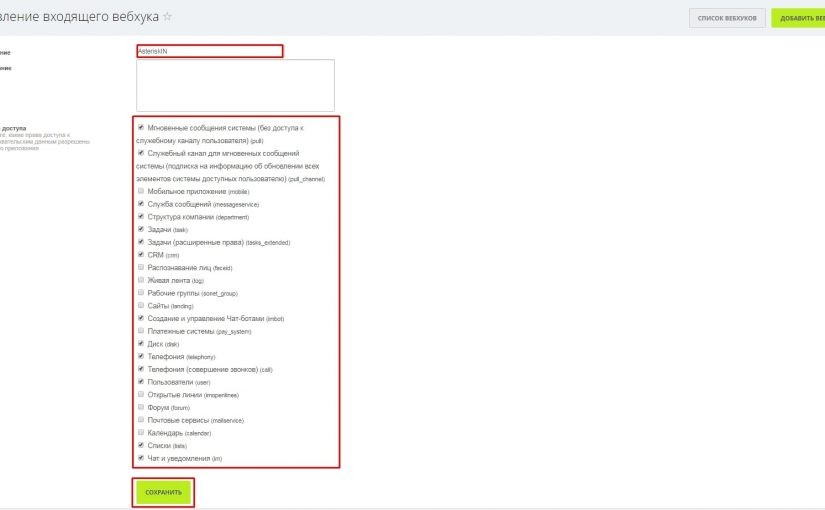 вление входящего вебхука ☆
СПИСОК ВЕБХУКОВ
ДОБАВИТЬ ВЕБ
ние
AsteriskIN
ние
доступа
те, какие права доступа к
овательским данным разрешены
о приложения
Мгновенные сообщения системы (без доступа к
служебному каналу пользователя) (pull)
Служебный канал для мгновенных сообщений
системы (подписка на информацию об обновлении всех
элементов системы доступных пользователю) (pull_channel)
Мобильное приложение (mobile)
Служба сообщений (messageservice)
Структура компании (department)
Задачи (task)
Задачи (расширенные права) (tasks_extended)
CRM (crm)
Распознавание лиц (faceid)
Живая лента (log)
Рабочие группы (sonet_group)
Сайты (landing)
Создание и управление Чат-ботами (imbot)
Платежные системы (pay_system)
Диск (disk)
Телефония (telephony)
Телефония (совершение звонков) (call)
Пользователи (user)
Открытые линии (imopenlines)
Форум (forum)
Почтовые сервисы (mailservice)
Календарь (calendar)
Списки (lists)
Чат и уведомления (im)
СОХРАНИТЬ